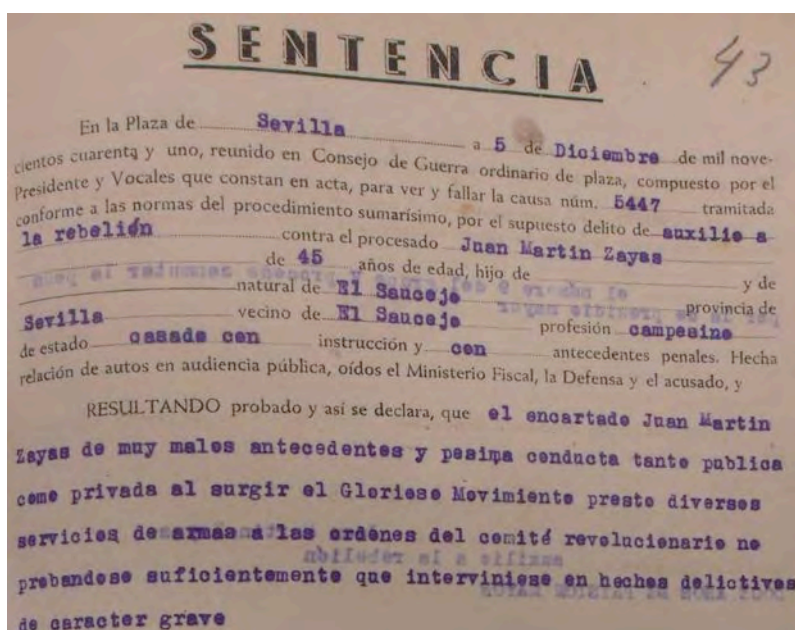 SENTENCIA
43
En la Plaza de Sevilla a 5 de Diciembre de mil nove-
cientos cuarenta y uno, reunido en Consejo de Guerra ordinario de plaza, compuesto por el
Presidente y Vocales que constan en acta, para ver y fallar la causa núm. 5447 tramitada
conforme a las normas del procedimiento sumarísimo, por el supuesto delito de auxilio a
la rebelión contra el procesado Juan Martin Zayas
de 45 años de edad, hijo de y de
natural de El Saucejo provincia de
Sevilla vecino de El Saucejo profesión campesino
de estado casado con instrucción y con antecedentes penales. Hecha
relación de autos en audiencia pública, oídos el Ministerio Fiscal, la Defensa y el acusado, y
RESULTANDO probado y así se declara, que el encartado Juan Martin
Zayas de muy malos antecedentes y pesima conducta tanto publica
como privada al surgir el Glorioso Movimiento presto diversos
servicios de armas a las ordenes del comité revolucionario no
probandose suficientemente que interviniese en hechos delictivos
de caracter grave